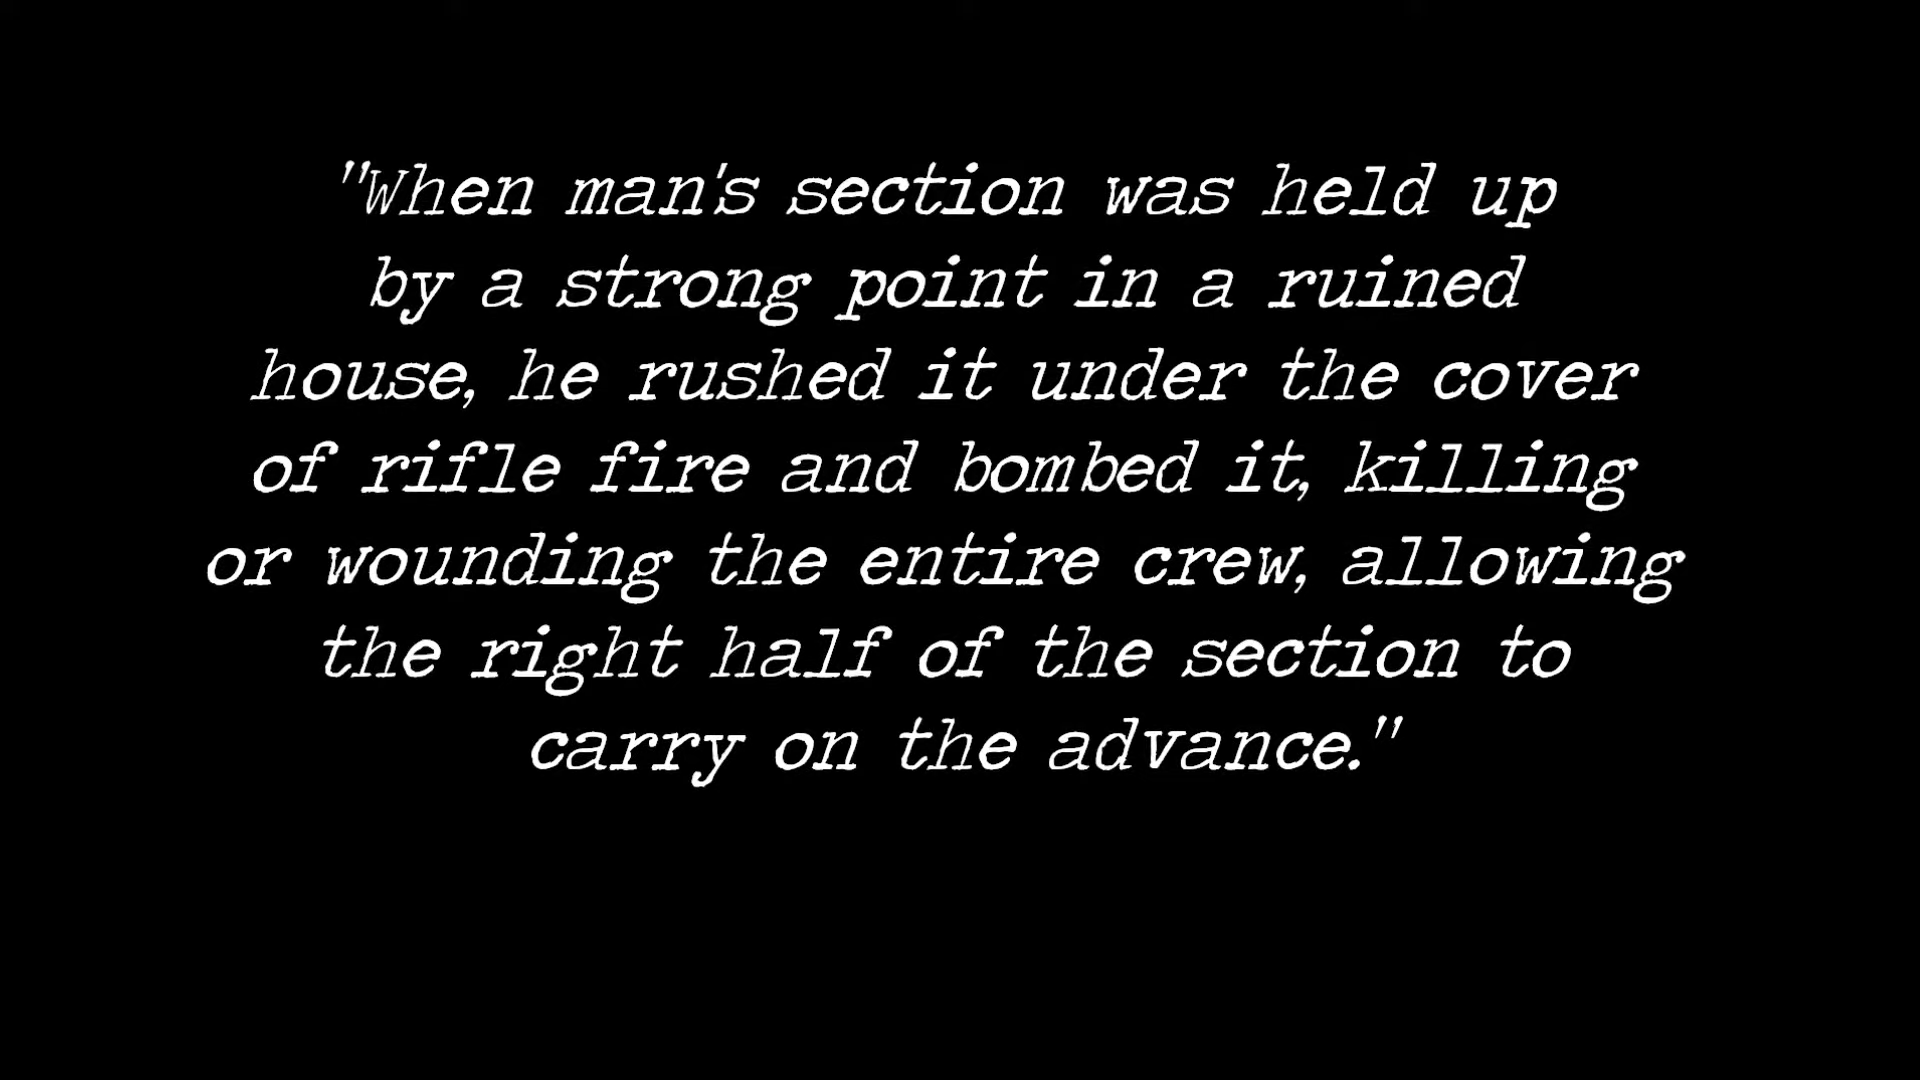 "When man's section was held up
by a strong point in a ruined
house, he rushed it under the cover
of rifle fire and bombed it, killing
or wounding the entire crew, allowing
the right half of the section to
carry on the advance."